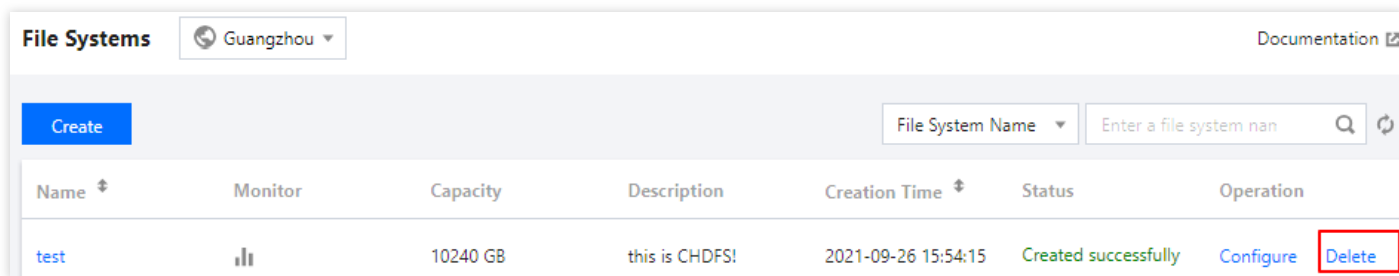 File Systems Guangzhou Documentation
Create File System Name Enter a file system nan
Name Monitor Capacity Description Creation Time Status Operation
test 10240 GB this is CHDFS! 2021-09-26 15:54:15 Created successfully Configure Delete